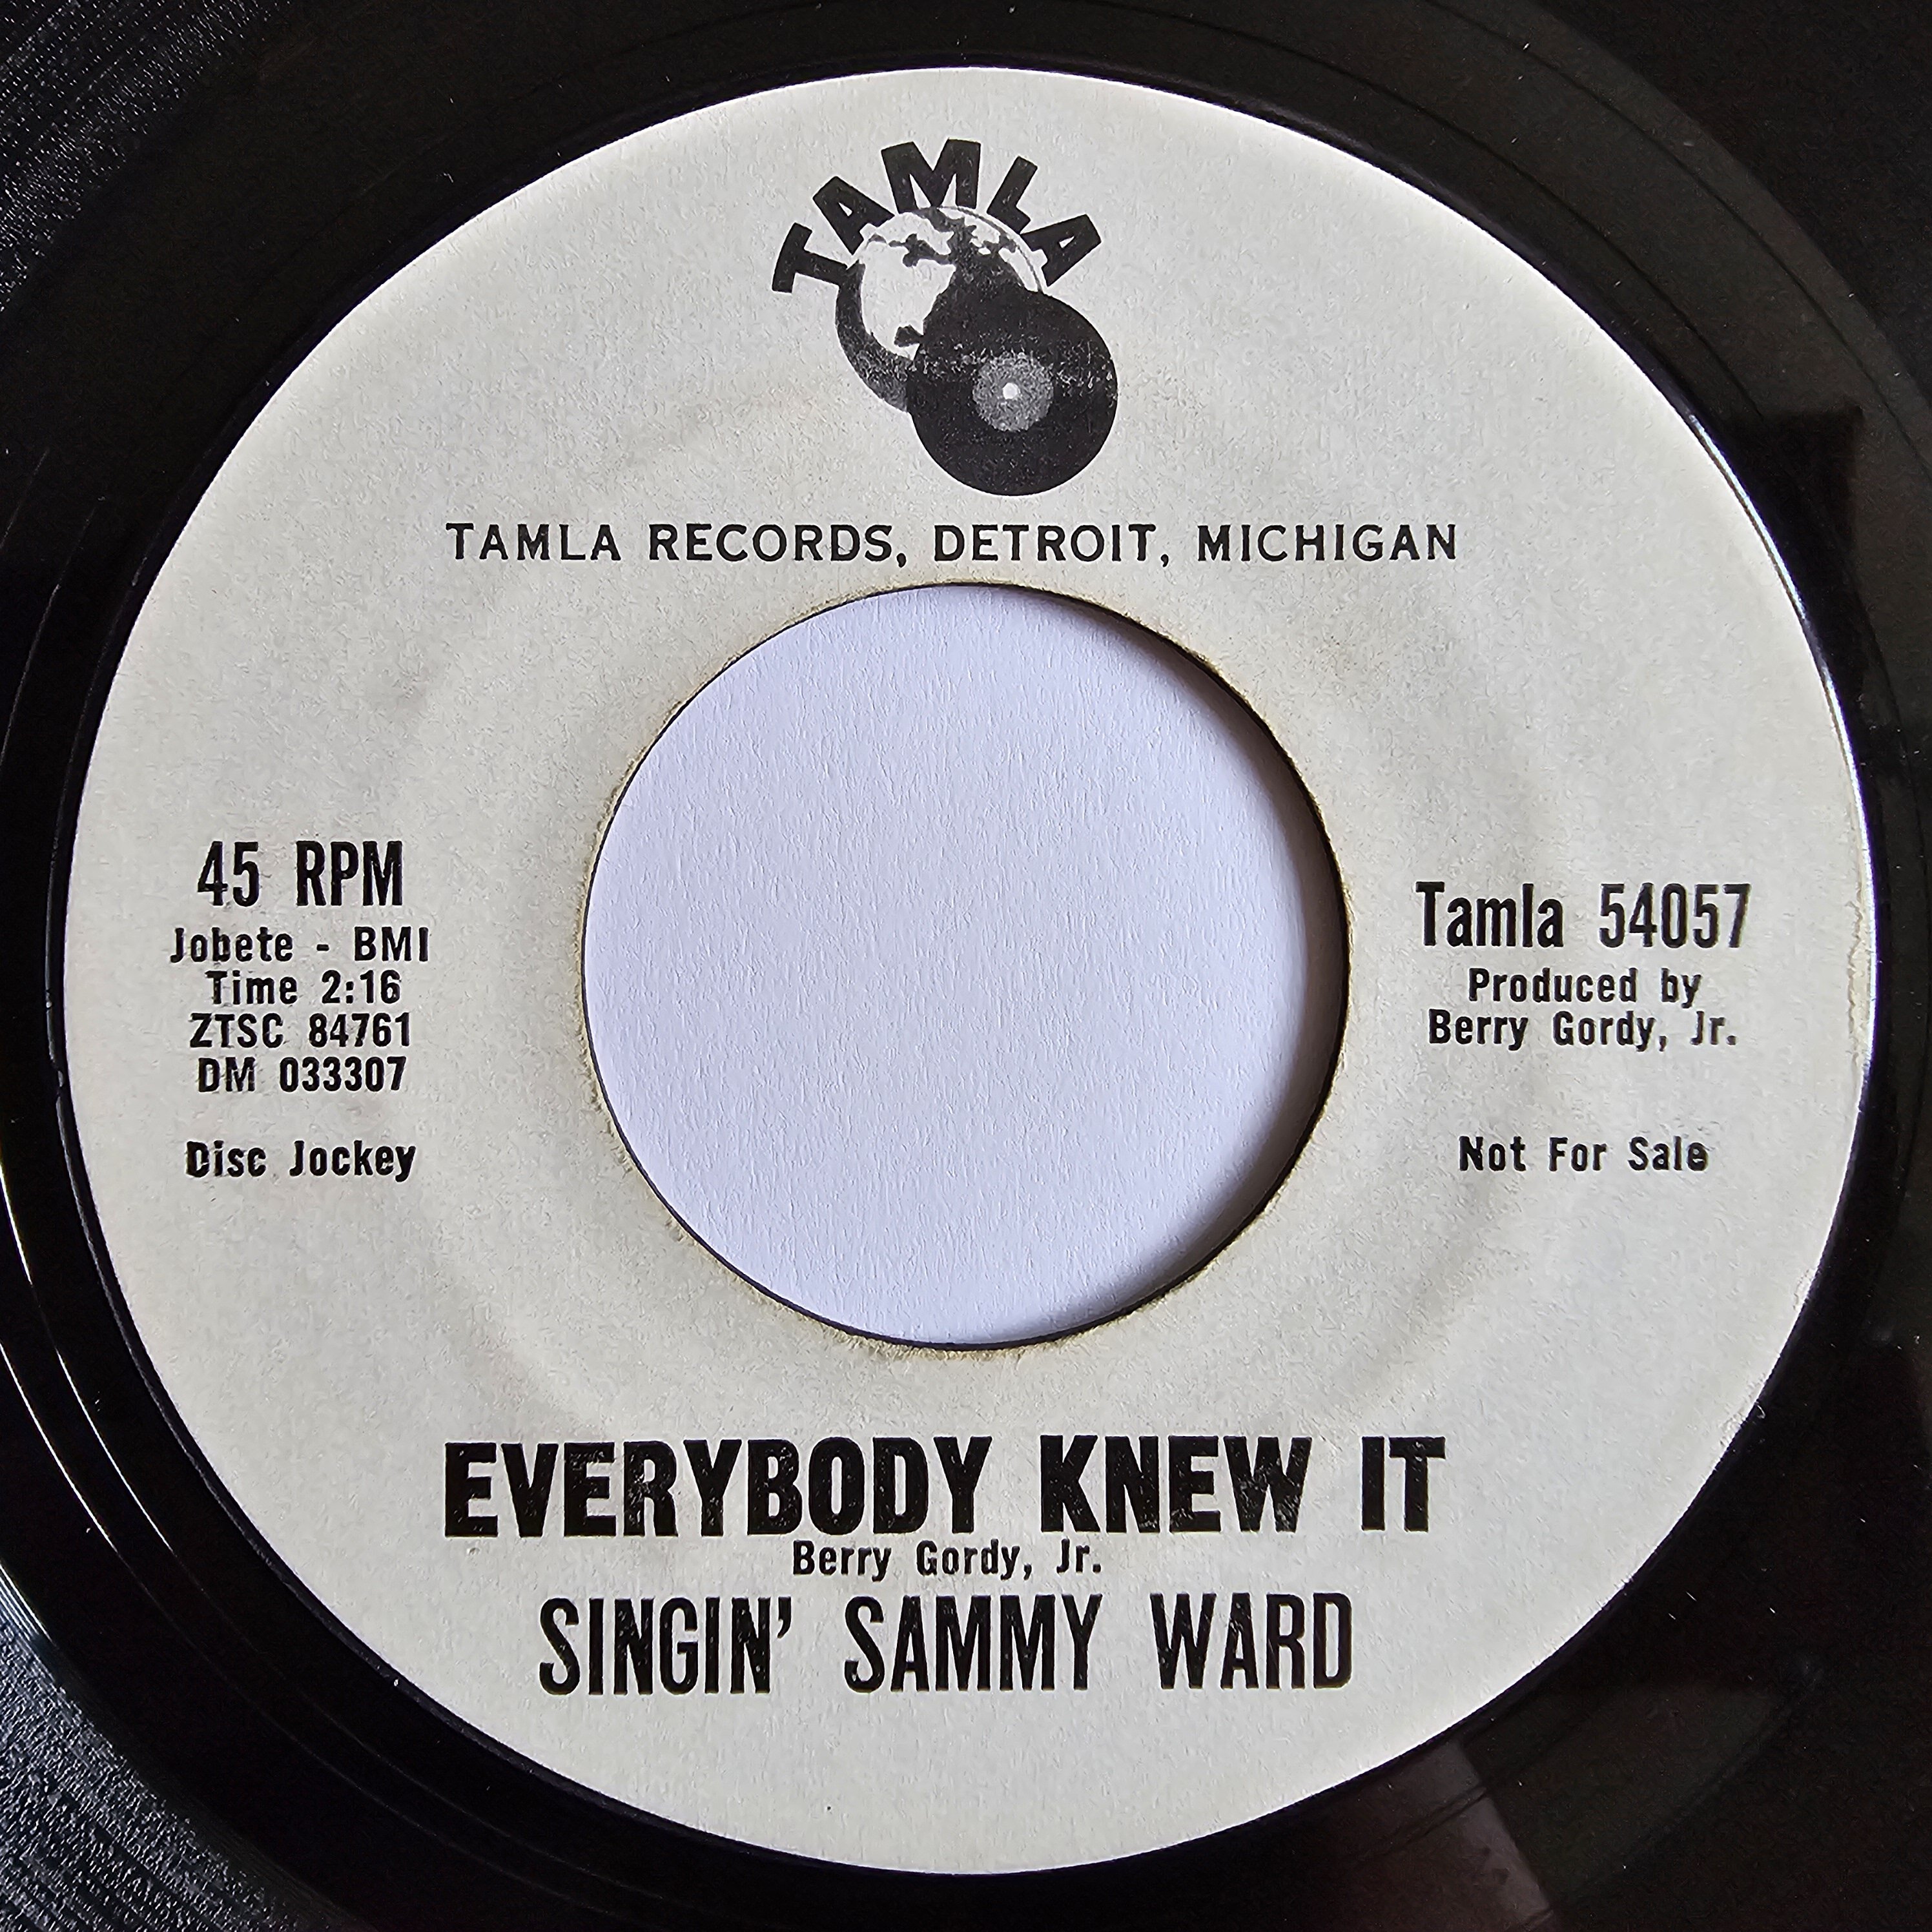 TAMLA
TAMLA RECORDS, DETROIT, MICHIGAN
45 RPM
Jobete - BMI
Time 2:16
ZTSC 84761
DM 033307
Disc Jockey
Tamla 54057
Produced by
Berry Gordy, Jr.
Not For Sale
EVERYBODY KNEW IT
Berry Gordy, Jr.
SINGIN' SAMMY WARD